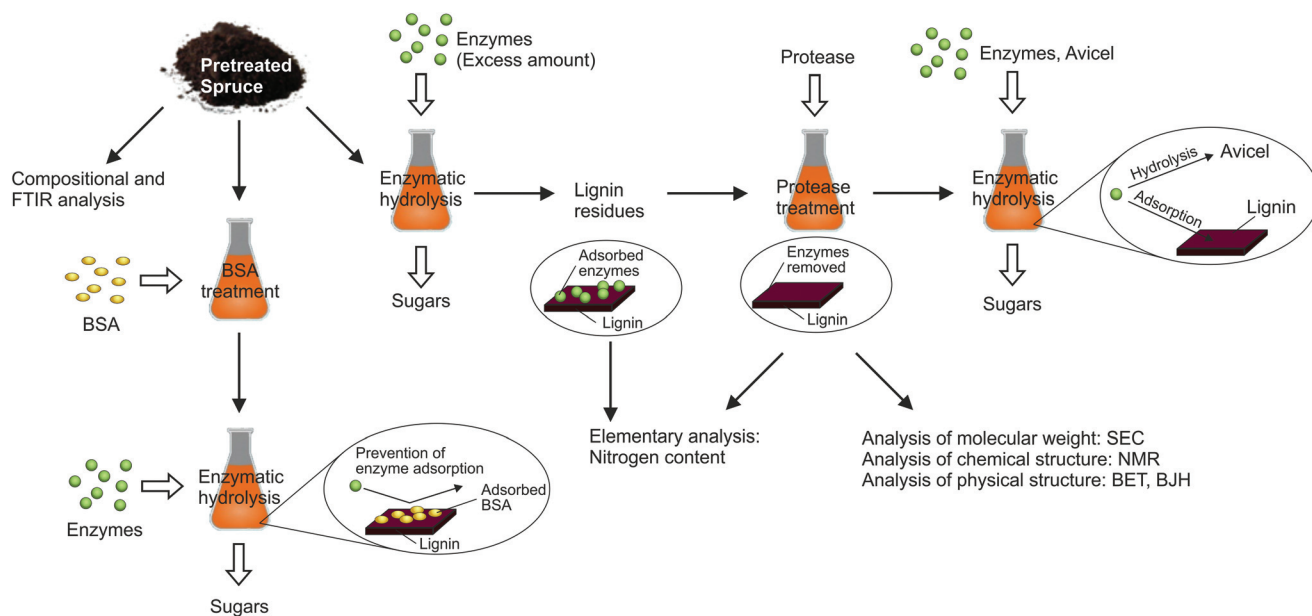 Pretreated
Spruce
Enzymes
(Excess amount)
Protease
Enzymes, Avicel
Compositional and
FTIR analysis
Enzymatic
hydrolysis
Lignin
residues
Protease
treatment
Enzymatic
hydrolysis
Hydrolysis
Avicel
Adsorption
Lignin
BSA
BSA
treatment
Sugars
Adsorbed
enzymes
Lignin
Enzymes
removed
Lignin
Sugars
Elementary analysis:
Nitrogen content
Analysis of molecular weight: SEC
Analysis of chemical structure: NMR
Analysis of physical structure: BET, BJH
Enzymes
Enzymatic
hydrolysis
Prevention of
enzyme adsorption
Adsorbed
BSA
Lignin
Sugars